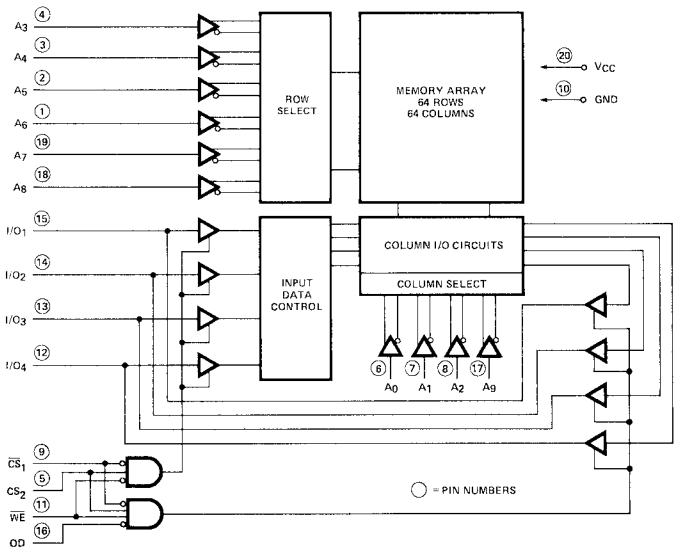 A3 4
A4 3
A5 2
A6 1
A7 19
A8 18
ROW
SELECT
MEMORY ARRAY
64 ROWS
64 COLUMNS
20 VCC
10 GND
I/O1 15
I/O2 14
I/O3 13
I/O4 12
INPUT
DATA
CONTROL
COLUMN I/O CIRCUITS
COLUMN SELECT
6 7 8 17
A0 A1 A2 A9
C̅S̅1 9
CS2 5
W̅E̅ 11
OD 16
= PIN NUMBERS